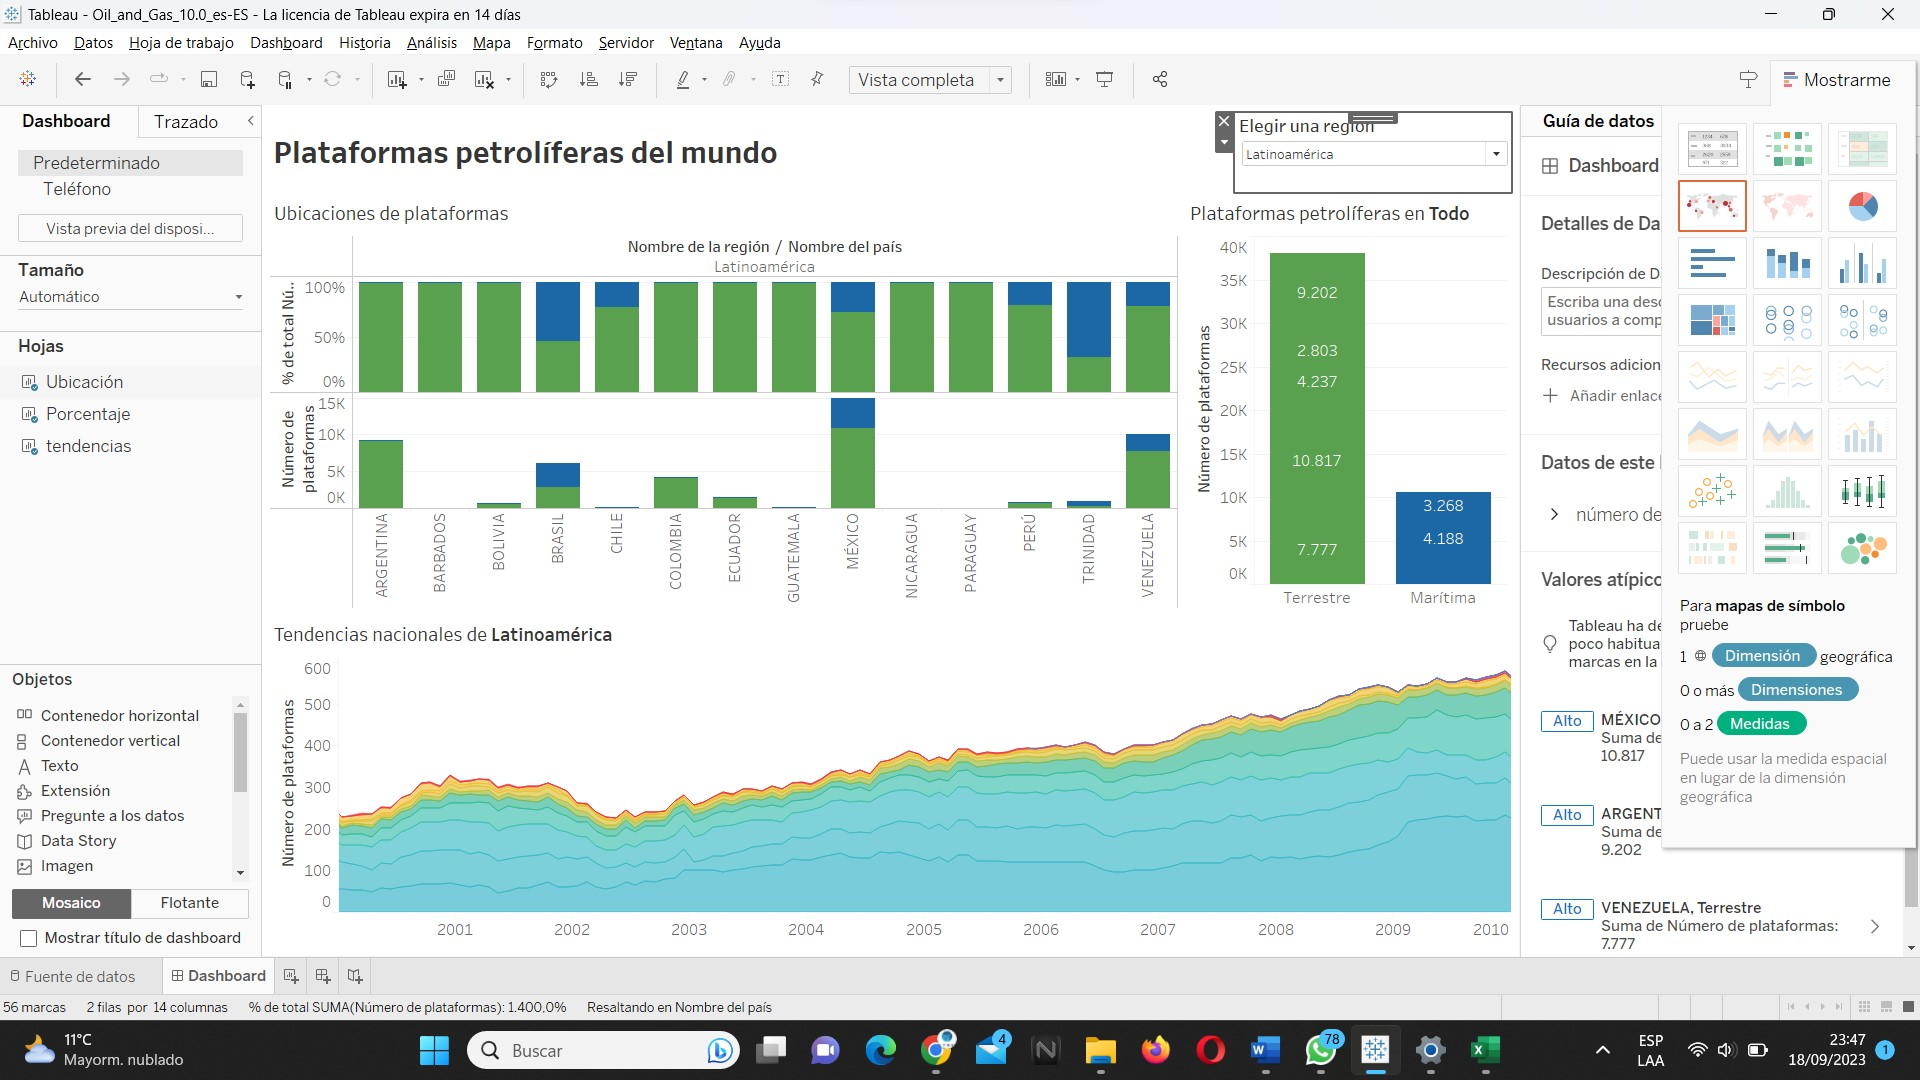 Tableau - Oil_and_Gas_10.0_es-ES - La licencia de Tableau expira en 14 días
Archivo Datos Hoja de trabajo Dashboard Historia Análisis Mapa Formato Servidor Ventana Ayuda
Vista completa
Mostrarme
Dashboard Trazado
Predeterminado
Teléfono
Vista previa del disposi...
Tamaño
Automático
Hojas
Ubicación
Porcentaje
tendencias
Objetos
Contenedor horizontal
Contenedor vertical
Texto
Extensión
Pregunte a los datos
Data Story
Imagen
Mosaico Flotante
Mostrar título de dashboard
Plataformas petrolíferas del mundo
Elegir una región
Latinoamérica
Ubicaciones de plataformas
Nombre de la región / Nombre del país
Latinoamérica
% de total Nú..
100%
50%
0%
Número de plataformas
15K
10K
5K
0K
ARGENTINA
BARBADOS
BOLIVIA
BRASIL
CHILE
COLOMBIA
ECUADOR
GUATEMALA
MÉXICO
NICARAGUA
PARAGUAY
PERÚ
TRINIDAD
VENEZUELA
Plataformas petrolíferas en Todo
Número de plataformas
40K
35K
30K
25K
20K
15K
10K
5K
0K
9.202
2.803
4.237
10.817
7.777
3.268
4.188
Terrestre Marítima
Tendencias nacionales de Latinoamérica
Número de plataformas
600
500
400
300
200
100
0
2001 2002 2003 2004 2005 2006 2007 2008 2009 2010
Guía de datos
Dashboard
Detalles de Da
Descripción de D
Escriba una desc
usuarios a comp
Recursos adicion
Añadir enlace
Datos de este
número de
Valores atípico
Tableau ha de
poco habitua
marcas en la
Alto MÉXICO
Suma de
10.817
Alto ARGENT
Suma de
9.202
Alto VENEZUELA, Terrestre
Suma de Número de plataformas:
7.777
Para mapas de símbolo
pruebe
1 Dimensión geográfica
0 o más Dimensiones
0 a 2 Medidas
Puede usar la medida espacial
en lugar de la dimensión
geográfica
Fuente de datos Dashboard
56 marcas 2 filas por 14 columnas % de total SUMA(Número de plataformas): 1.400,0% Resaltando en Nombre del país
11°C
Mayorm. nublado
Buscar
4
78
ESP
LAA
23:47
18/09/2023
1